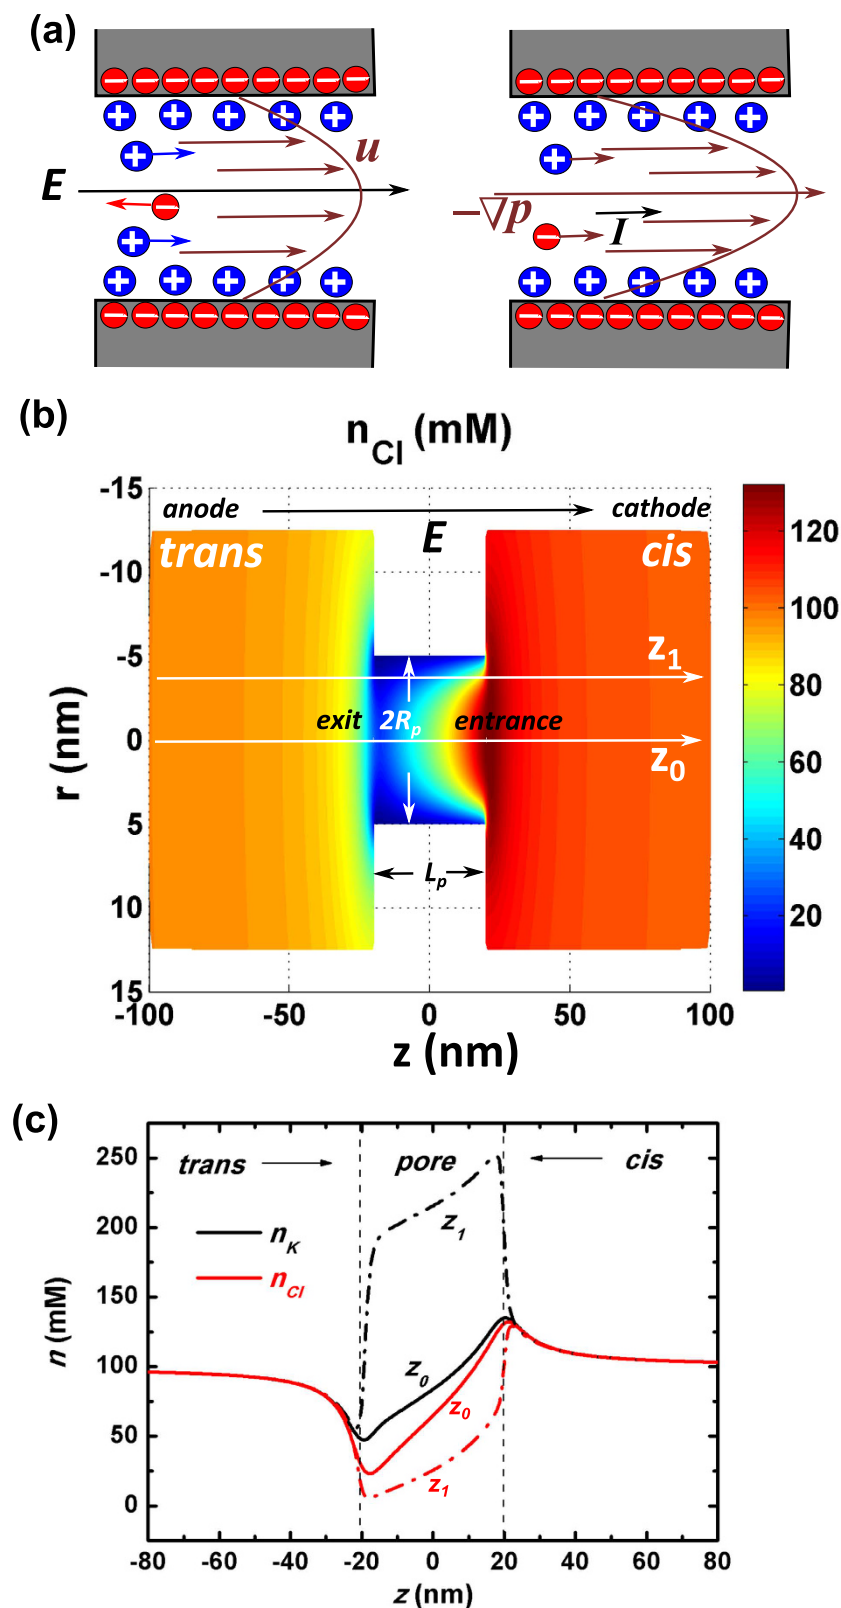 (a)
u
E
−∇p
I
(b)
n_Cl (mM)
anode
cathode
E
trans
cis
z_1
exit
2R_p
entrance
z_0
L_p
r (nm)
-15
-10
-5
0
5
10
15
-100
-50
0
50
100
z (nm)
120
100
80
60
40
20
(c)
trans
pore
cis
n_K
n_Cl
z_1
z_0
z_0
z_1
n (mM)
250
200
150
100
50
0
-80
-60
-40
-20
0
20
40
60
80
z (nm)